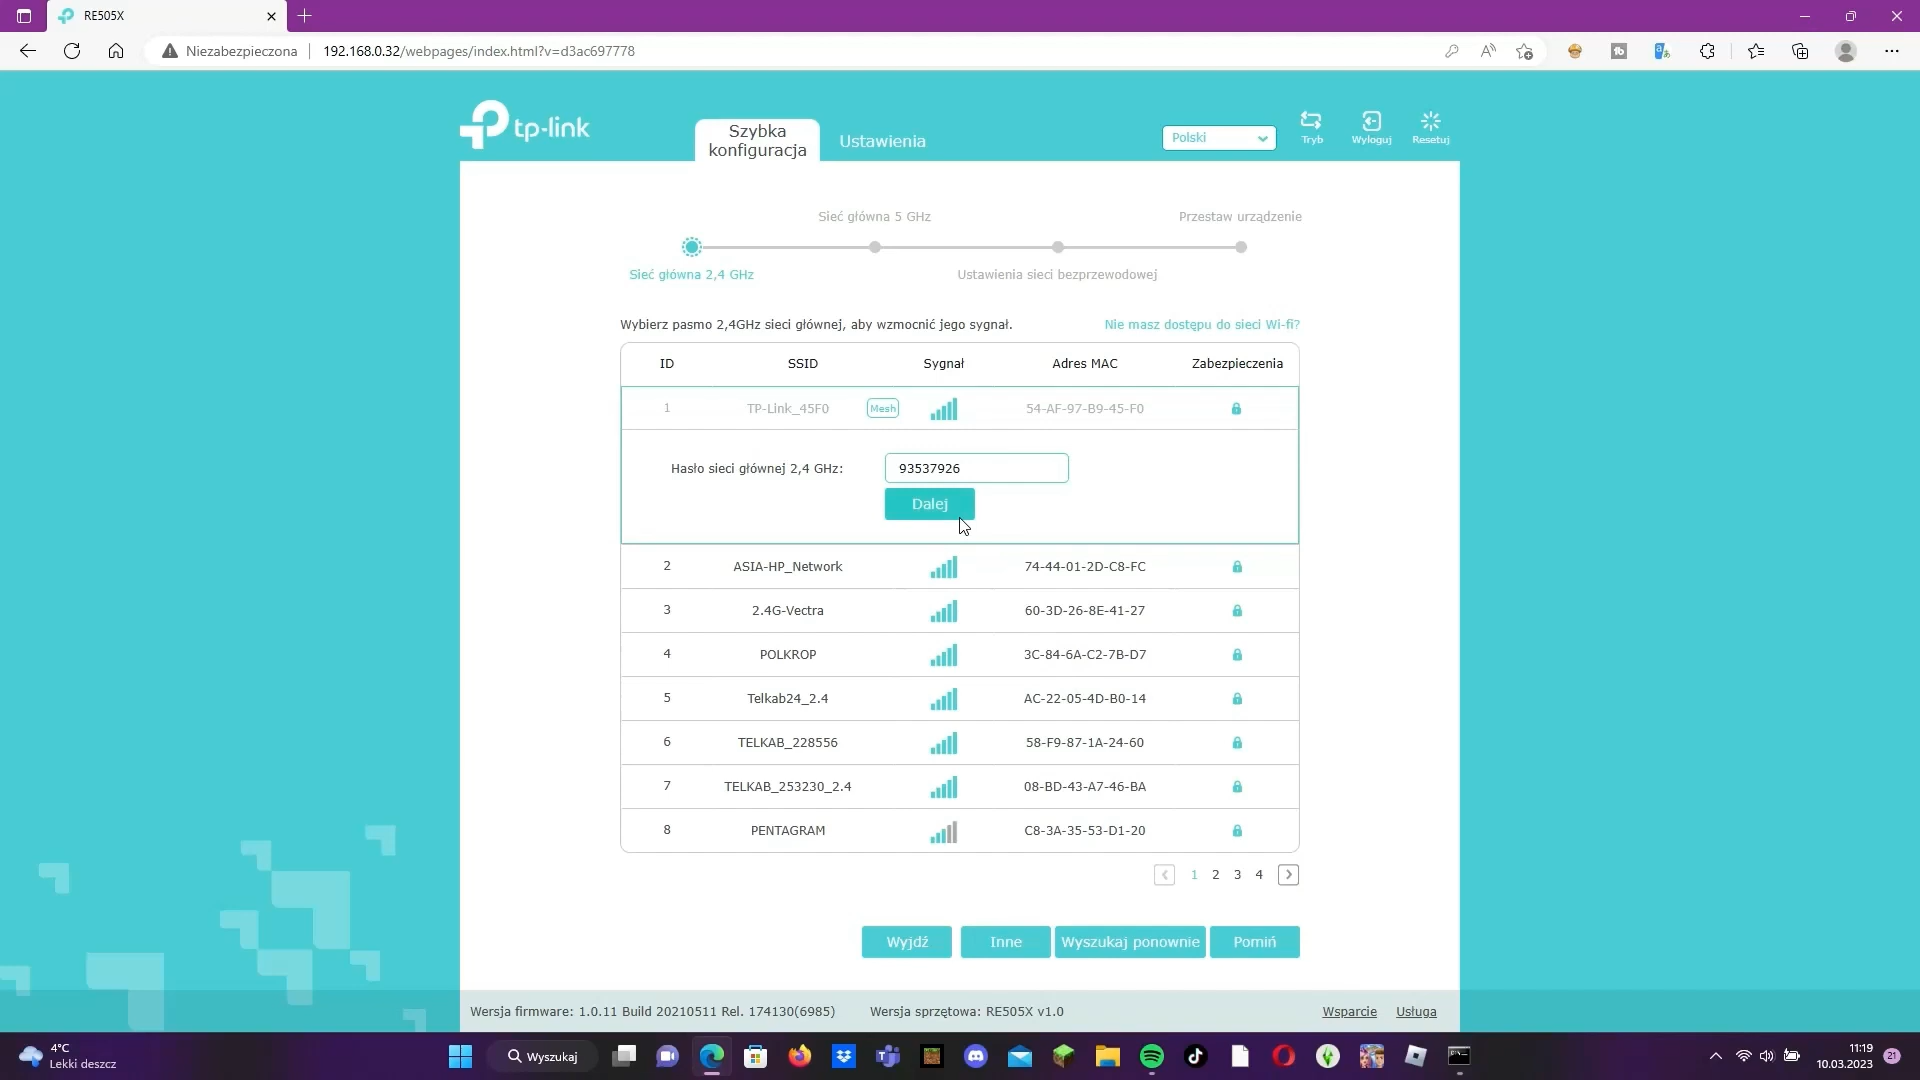 RE505X
Niezabezpieczona
192.168.0.32/webpages/index.html?v=d3ac697778
tp-link
Szybka
konfiguracja
Ustawienia
Polski
Tryb
Wyloguj
Resetuj
Sieć główna 5 GHz
Przestaw urządzenie
Sieć główna 2,4 GHz
Ustawienia sieci bezprzewodowej
Wybierz pasmo 2,4GHz sieci głównej, aby wzmocnić jego sygnał.
Nie masz dostępu do sieci Wi-fi?
ID SSID Sygnał Adres MAC Zabezpieczenia
1 TP-Link_45F0 Mesh 54-AF-97-B9-45-F0
Hasło sieci głównej 2,4 GHz: 93537926
Dalej
2 ASIA-HP_Network 74-44-01-2D-C8-FC
3 2.4G-Vectra 60-3D-26-8E-41-27
4 POLKROP 3C-84-6A-C2-7B-D7
5 Telkab24_2.4 AC-22-05-4D-B0-14
6 TELKAB_228556 58-F9-87-1A-24-60
7 TELKAB_253230_2.4 08-BD-43-A7-46-BA
8 PENTAGRAM C8-3A-35-53-D1-20
1 2 3 4
Wyjdź
Inne
Wyszukaj ponownie
Pomiń
Wersja firmware: 1.0.11 Build 20210511 Rel. 174130(6985)
Wersja sprzętowa: RE505X v1.0
Wsparcie
Usługa
4°C
Lekki deszcz
Wyszukaj
11:19
10.03.2023
21